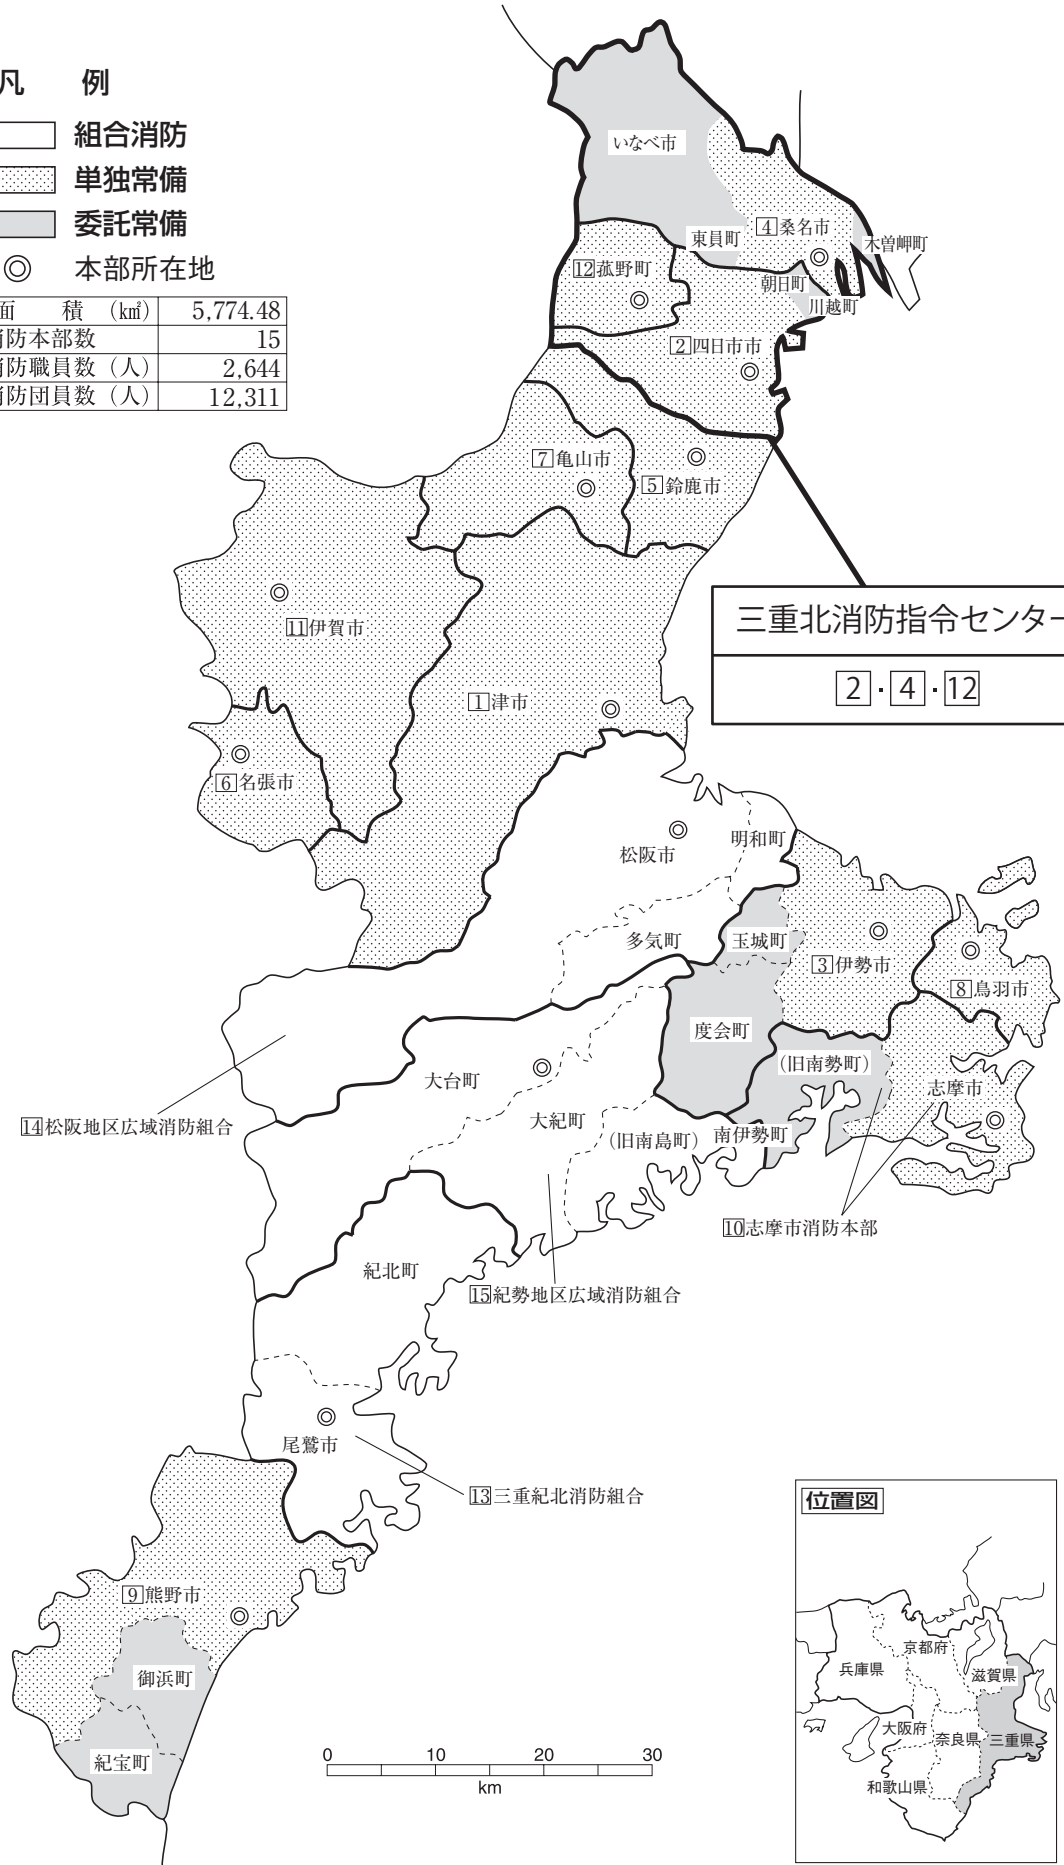 凡 例
組合消防
単独常備
委託常備
◎ 本部所在地
面 積 (㎢) 5,774.48
消防本部数 15
消防職員数(人) 2,644
消防団員数(人) 12,311
いなべ市
東員町
4桑名市
木曽岬町
12菰野町
朝日町
川越町
2四日市市
7亀山市
5鈴鹿市
三重北消防指令センター
2・4・12
11伊賀市
1津市
6名張市
松阪市
明和町
多気町
玉城町
3伊勢市
8鳥羽市
度会町
(旧南勢町)
大台町
志摩市
大紀町
14松阪地区広域消防組合
(旧南島町)
南伊勢町
10志摩市消防本部
紀北町
15紀勢地区広域消防組合
尾鷲市
13三重紀北消防組合
9熊野市
御浜町
紀宝町
0 10 20 30
km
位置図
京都府
兵庫県
滋賀県
大阪府
奈良県
三重県
和歌山県